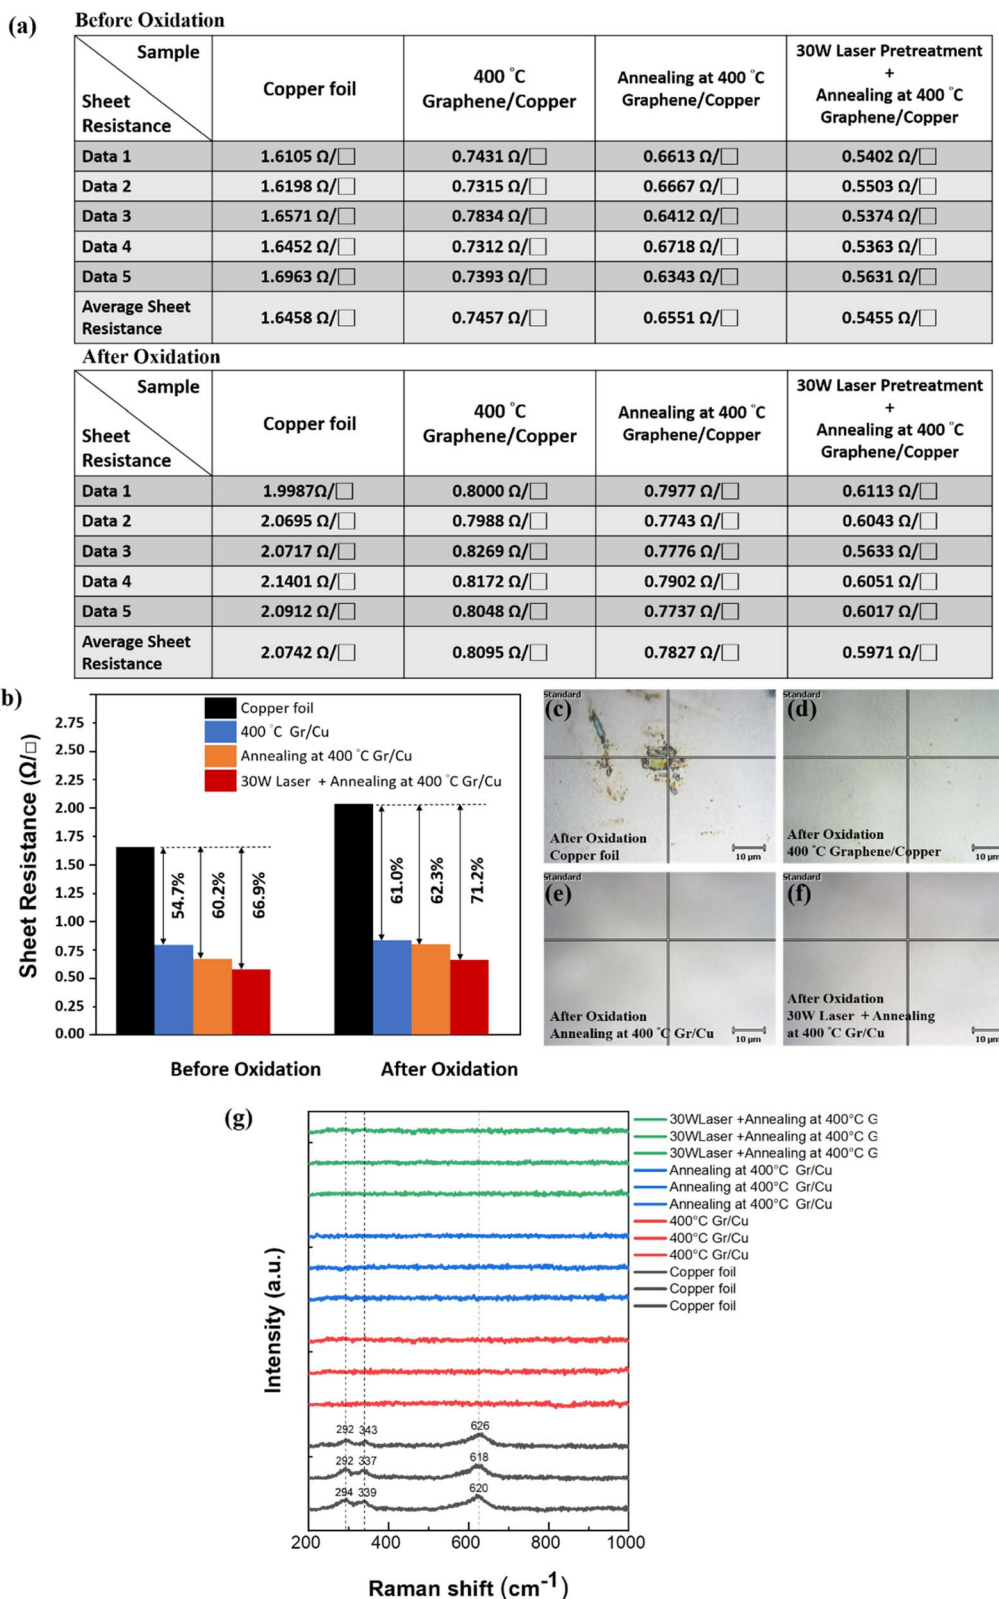 (a)
Before Oxidation
Sample
Sheet
Resistance
Copper foil
400 °C
Graphene/Copper
Annealing at 400 °C
Graphene/Copper
30W Laser Pretreatment
+
Annealing at 400 °C
Graphene/Copper
Data 1 1.6105 Ω/□ 0.7431 Ω/□ 0.6613 Ω/□ 0.5402 Ω/□
Data 2 1.6198 Ω/□ 0.7315 Ω/□ 0.6667 Ω/□ 0.5503 Ω/□
Data 3 1.6571 Ω/□ 0.7834 Ω/□ 0.6412 Ω/□ 0.5374 Ω/□
Data 4 1.6452 Ω/□ 0.7312 Ω/□ 0.6718 Ω/□ 0.5363 Ω/□
Data 5 1.6963 Ω/□ 0.7393 Ω/□ 0.6343 Ω/□ 0.5631 Ω/□
Average Sheet
Resistance 1.6458 Ω/□ 0.7457 Ω/□ 0.6551 Ω/□ 0.5455 Ω/□
After Oxidation
Sample
Sheet
Resistance
Copper foil
400 °C
Graphene/Copper
Annealing at 400 °C
Graphene/Copper
30W Laser Pretreatment
+
Annealing at 400 °C
Graphene/Copper
Data 1 1.9987Ω/□ 0.8000 Ω/□ 0.7977 Ω/□ 0.6113 Ω/□
Data 2 2.0695 Ω/□ 0.7988 Ω/□ 0.7743 Ω/□ 0.6043 Ω/□
Data 3 2.0717 Ω/□ 0.8269 Ω/□ 0.7776 Ω/□ 0.5633 Ω/□
Data 4 2.1401 Ω/□ 0.8172 Ω/□ 0.7902 Ω/□ 0.6051 Ω/□
Data 5 2.0912 Ω/□ 0.8048 Ω/□ 0.7737 Ω/□ 0.6017 Ω/□
Average Sheet
Resistance 2.0742 Ω/□ 0.8095 Ω/□ 0.7827 Ω/□ 0.5971 Ω/□
b)
Sheet Resistance (Ω/□)
2.75
2.50
2.25
2.00
1.75
1.50
1.25
1.00
0.75
0.50
0.25
0.00
Copper foil
400 °C Gr/Cu
Annealing at 400 °C Gr/Cu
30W Laser + Annealing at 400 °C Gr/Cu
54.7%
60.2%
66.9%
61.0%
62.3%
71.2%
Before Oxidation
After Oxidation
Standard
(c)
After Oxidation
Copper foil
10 μm
Standard
(d)
After Oxidation
400 °C Graphene/Copper
10 μm
Standard
(e)
After Oxidation
Annealing at 400 °C Gr/Cu
10 μm
Standard
(f)
After Oxidation
30W Laser + Annealing
at 400 °C Gr/Cu
10 μm
(g)
Intensity (a.u.)
30WLaser +Annealing at 400°C G
30WLaser +Annealing at 400°C G
30WLaser +Annealing at 400°C G
Annealing at 400°C Gr/Cu
Annealing at 400°C Gr/Cu
Annealing at 400°C Gr/Cu
400°C Gr/Cu
400°C Gr/Cu
400°C Gr/Cu
Copper foil
Copper foil
Copper foil
292 343 626
292 337 618
294 339 620
200 400 600 800 1000
Raman shift (cm⁻¹)